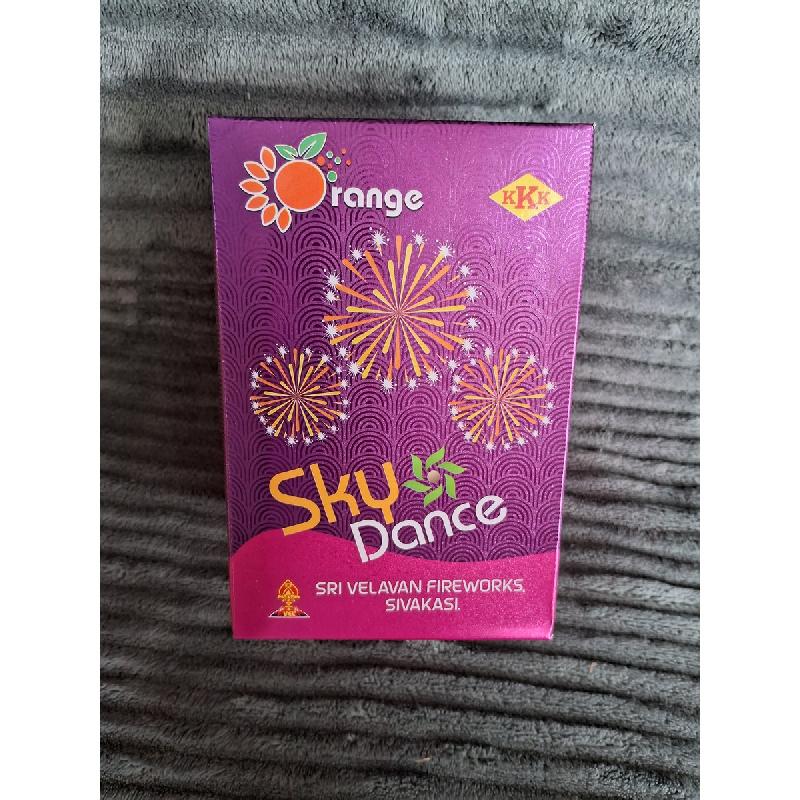 Orange
KKK
Sky
Dance
SRI VELAVAN FIREWORKS,
SIVAKASI.